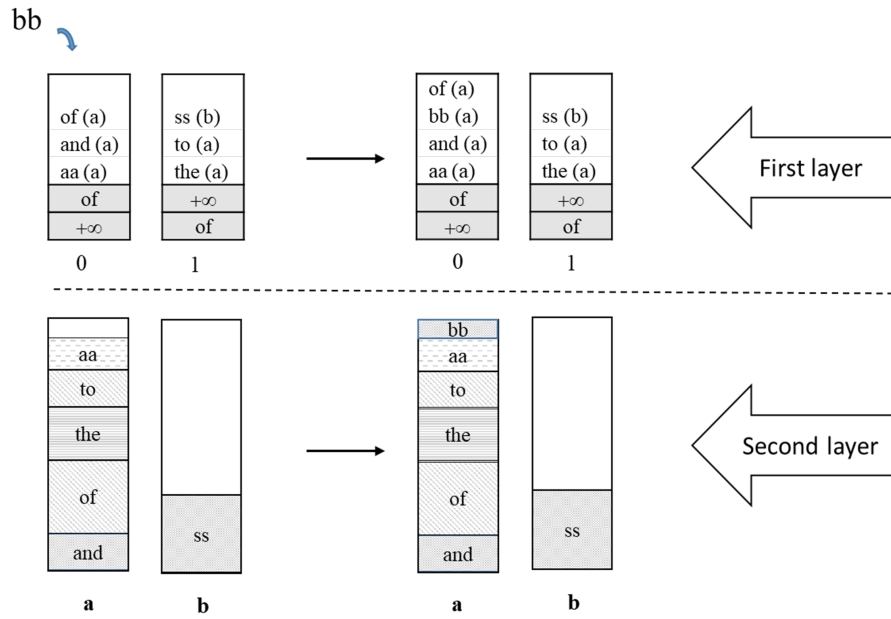 bb
of (a)
and (a)
aa (a)
of
+∞
0
ss (b)
to (a)
the (a)
+∞
of
1
of (a)
bb (a)
and (a)
aa (a)
of
+∞
0
ss (b)
to (a)
the (a)
+∞
of
1
First layer
aa
to
the
of
and
a
ss
b
bb
aa
to
the
of
and
a
ss
b
Second layer